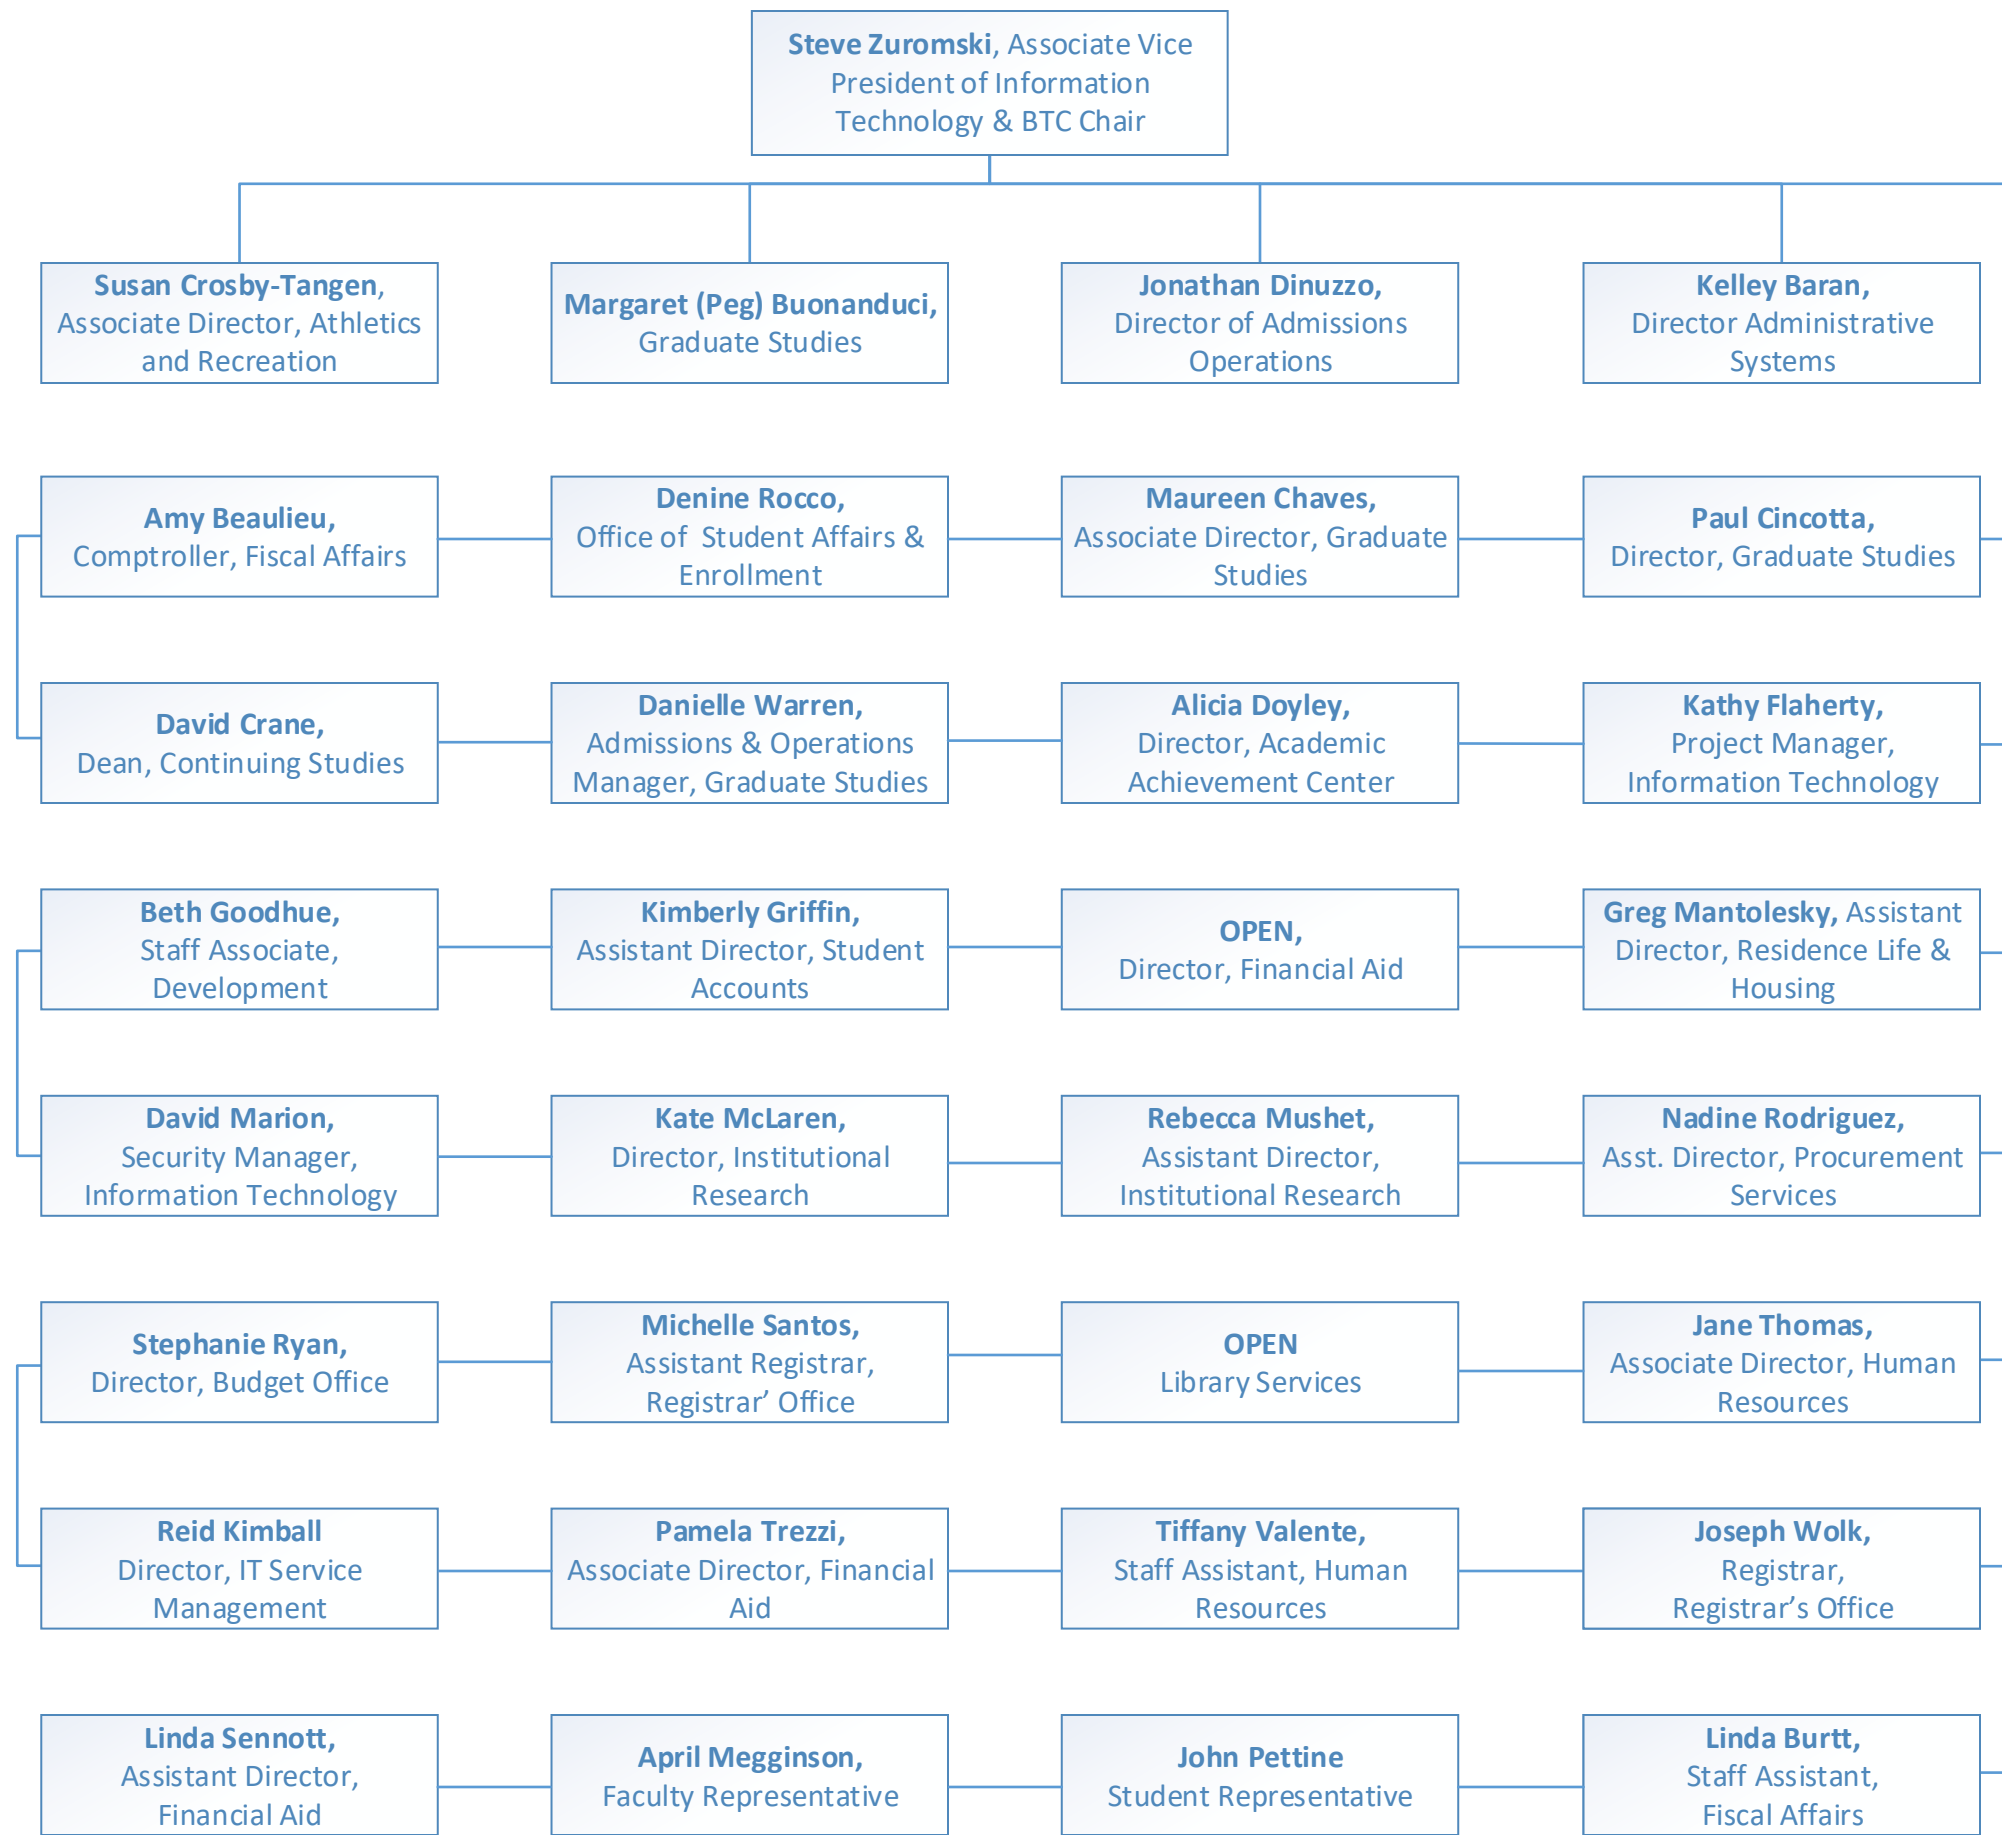 Steve Zuromski, Associate Vice
President of Information
Technology & BTC Chair
Susan Crosby-Tangen,
Associate Director, Athletics
and Recreation
Margaret (Peg) Buonanduci,
Graduate Studies
Jonathan Dinuzzo,
Director of Admissions
Operations
Kelley Baran,
Director Administrative
Systems
Amy Beaulieu,
Comptroller, Fiscal Affairs
Denine Rocco,
Office of  Student Affairs &
Enrollment
Maureen Chaves,
Associate Director, Graduate
Studies
Paul Cincotta,
Director, Graduate Studies
David Crane,
Dean, Continuing Studies
Danielle Warren,
Admissions & Operations
Manager, Graduate Studies
Alicia Doyley,
Director, Academic
Achievement Center
Kathy Flaherty,
Project Manager,
Information Technology
Beth Goodhue,
Staff Associate,
Development
Kimberly Griffin,
Assistant Director, Student
Accounts
OPEN,
Director, Financial Aid
Greg Mantolesky, Assistant
Director, Residence Life &
Housing
David Marion,
Security Manager,
Information Technology
Kate McLaren,
Director, Institutional
Research
Rebecca Mushet,
Assistant Director,
Institutional Research
Nadine Rodriguez,
Asst. Director, Procurement
Services
Stephanie Ryan,
Director, Budget Office
Michelle Santos,
Assistant Registrar,
Registrar’ Office
OPEN
Library Services
Jane Thomas,
Associate Director, Human
Resources
Reid Kimball
Director, IT Service
Management
Pamela Trezzi,
Associate Director, Financial
Aid
Tiffany Valente,
Staff Assistant, Human
Resources
Joseph Wolk,
Registrar,
Registrar’s Office
Linda Sennott,
Assistant Director,
Financial Aid
April Megginson,
Faculty Representative
John Pettine
Student Representative
Linda Burtt,
Staff Assistant,
Fiscal Affairs